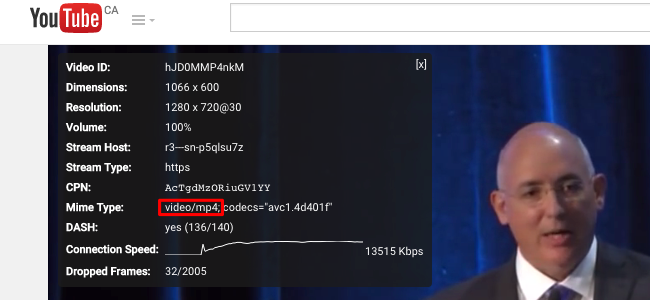 YouTube CA
Video ID: hJD0MMP4nkM [x]
Dimensions: 1066 x 600
Resolution: 1280 x 720@30
Volume: 100%
Stream Host: r3---sn-p5qlsu7z
Stream Type: https
CPN: AcTgdMzORiuGVlYY
Mime Type: video/mp4; codecs="avc1.4d401f"
DASH: yes (136/140)
Connection Speed: 13515 Kbps
Dropped Frames: 32/2005